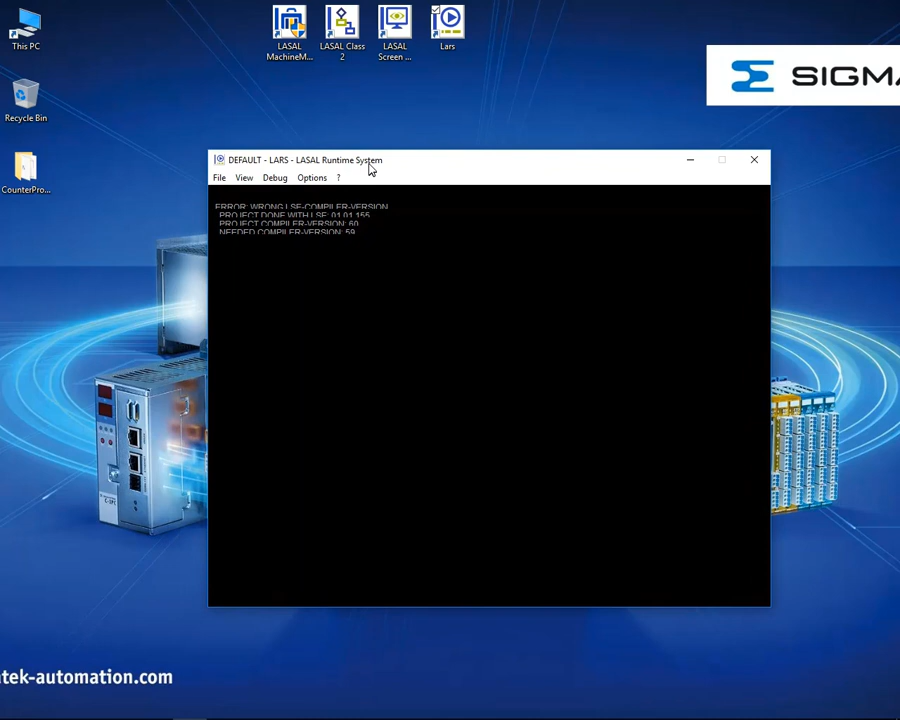 This PC
LASAL MachineM...
LASAL Class 2
LASAL Screen ...
Lars
Recycle Bin
CounterPro...
SIGMA
DEFAULT - LARS - LASAL Runtime System
File View Debug Options ?
ERROR: WRONG LSE-COMPILER-VERSION
PROJECT DONE WITH LSE: 01.01.155
PROJECT COMPILER-VERSION: 60
NEEDED COMPILER-VERSION: 59
tek-automation.com